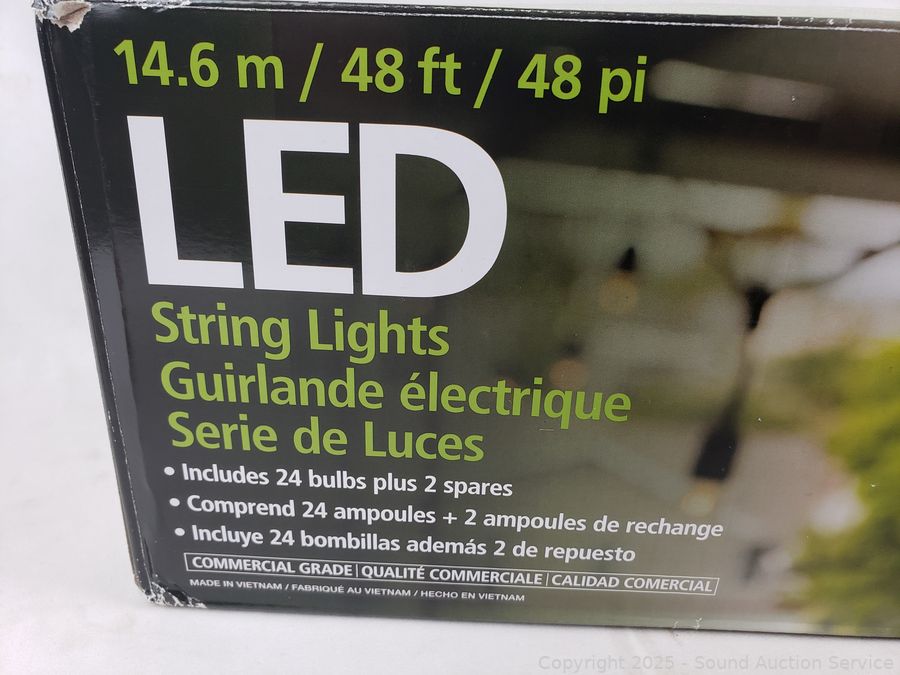 14.6 m / 48 ft / 48 pi
LED
String Lights
Guirlande électrique
Serie de Luces
• Includes 24 bulbs plus 2 spares
• Comprend 24 ampoules + 2 ampoules de rechange
• Incluye 24 bombillas además 2 de repuesto
COMMERCIAL GRADE | QUALITÉ COMMERCIALE | CALIDAD COMERCIAL
MADE IN VIETNAM / FABRIQUÉ AU VIETNAM / HECHO EN VIETNAM
Copyright 2025 - Sound Auction Service